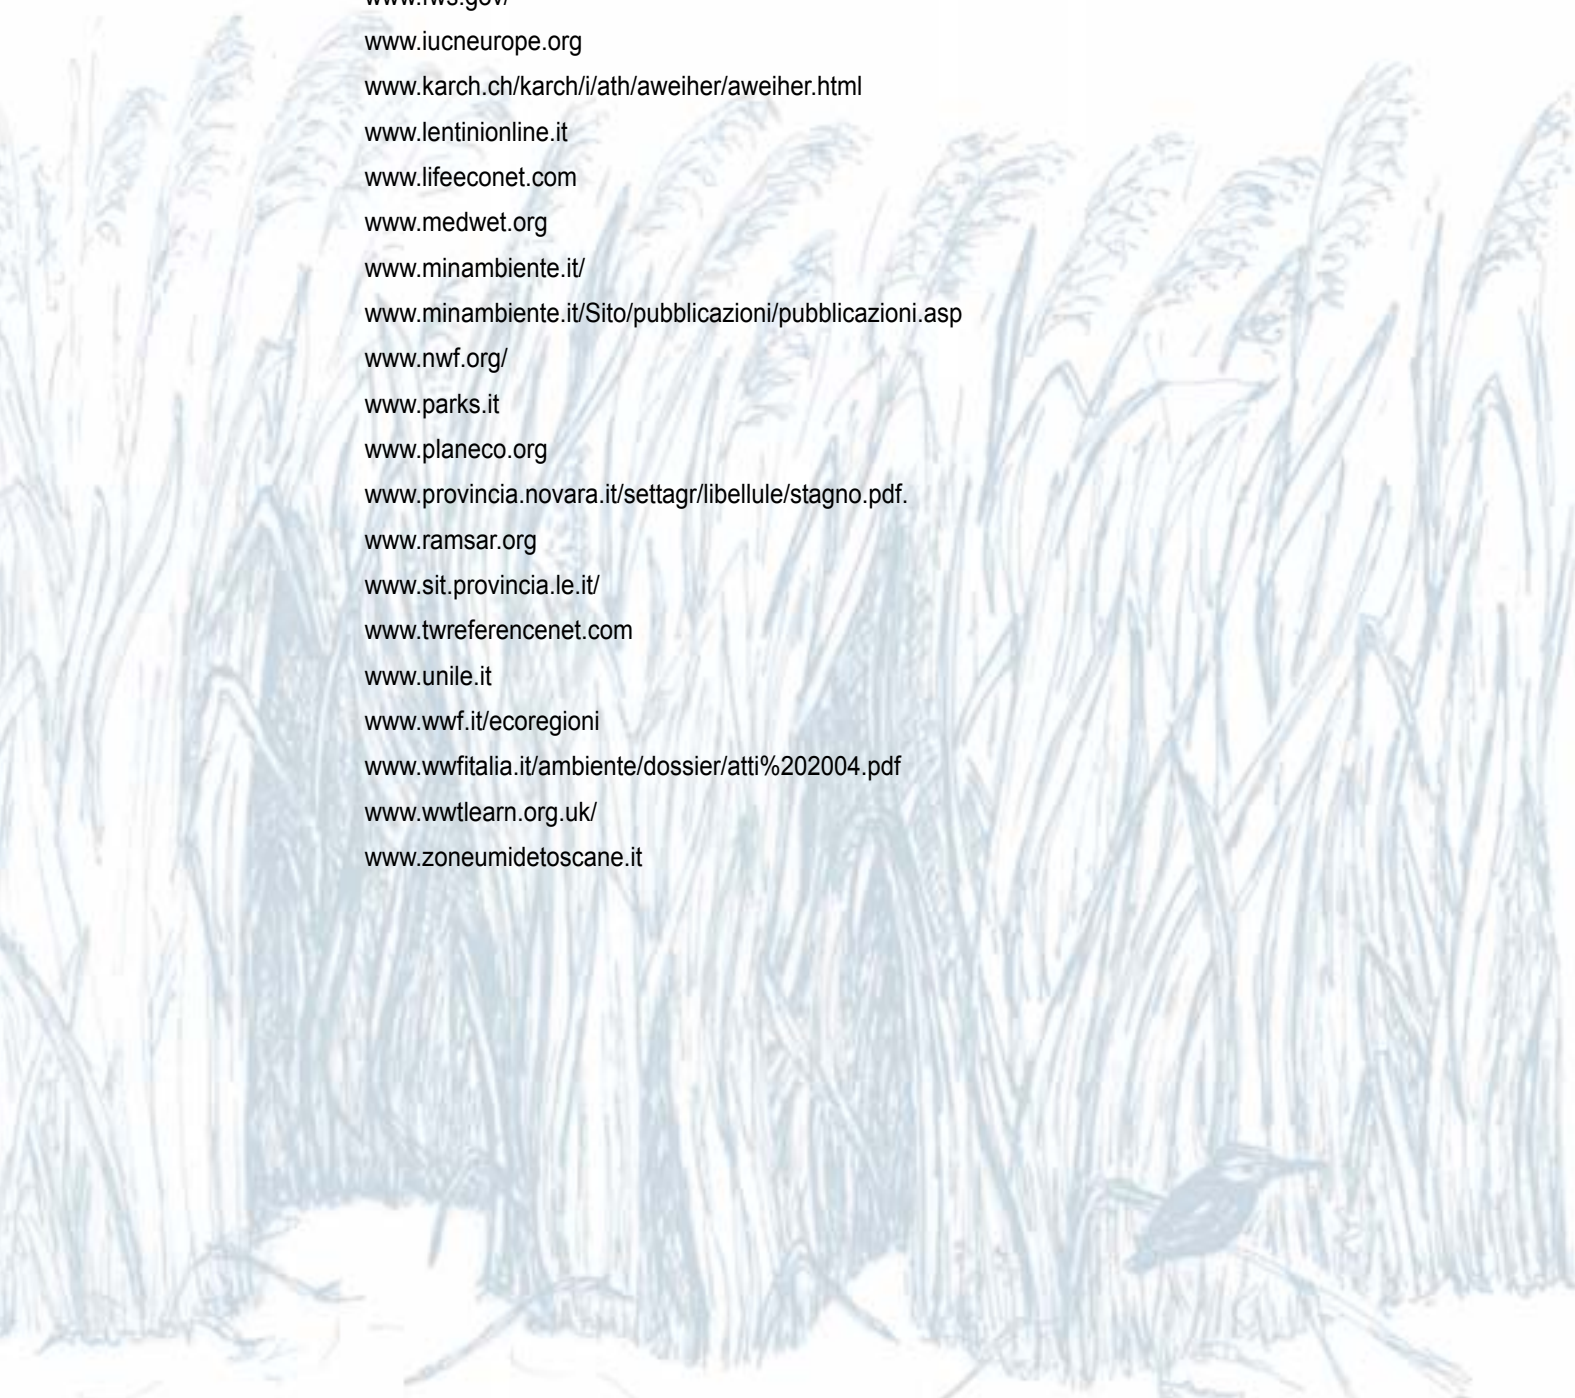 www.fws.gov/
www.iucneurope.org
www.karch.ch/karch/i/ath/aweiher/aweiher.html
www.lentinionline.it
www.lifeeconet.com
www.medwet.org
www.minambiente.it/
www.minambiente.it/Sito/pubblicazioni/pubblicazioni.asp
www.nwf.org/
www.parks.it
www.planeco.org
www.provincia.novara.it/settagr/libellule/stagno.pdf.
www.ramsar.org
www.sit.provincia.le.it/
www.twreferencenet.com
www.unile.it
www.wwf.it/ecoregioni
www.wwfitalia.it/ambiente/dossier/atti%202004.pdf
www.wwtlearn.org.uk/
www.zoneumidetoscane.it